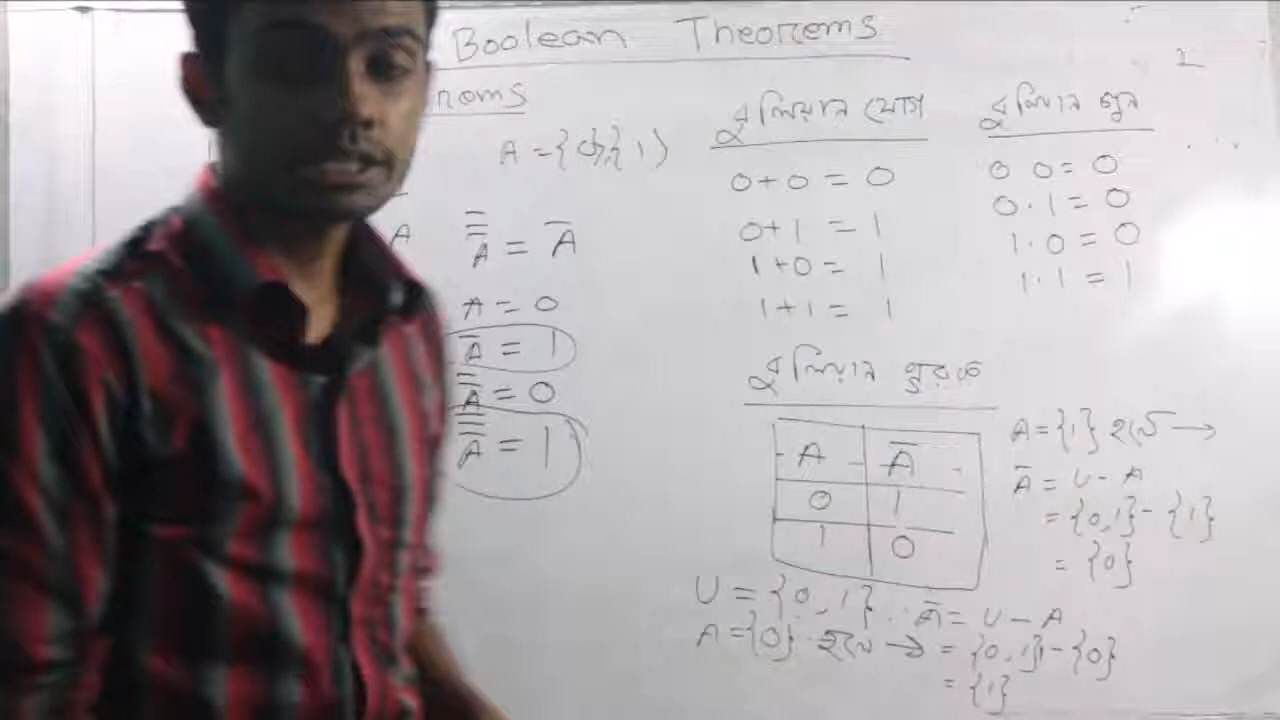 Boolean Theorems
rems
A
A̿̄ = A̅
A = 0
A̅ = 1
A̿ = 0
A̿̄ = 1
বুলিয়ান যোগ
0+0 = 0
0+1 = 1
1+0 = 1
1+1 = 1
বুলিয়ান গুন
0 0 = 0
0·1 = 0
1·0 = 0
1·1 = 1
বুলিয়ান পুরক
A A̅
0 1
1 0
A={1} হলে →
A̅ = U - A
= {0,1} - {1}
= {0}
U = {0,1}
A={0} হলে →
A̅ = U - A
= {0,1} - {0}
= {1}